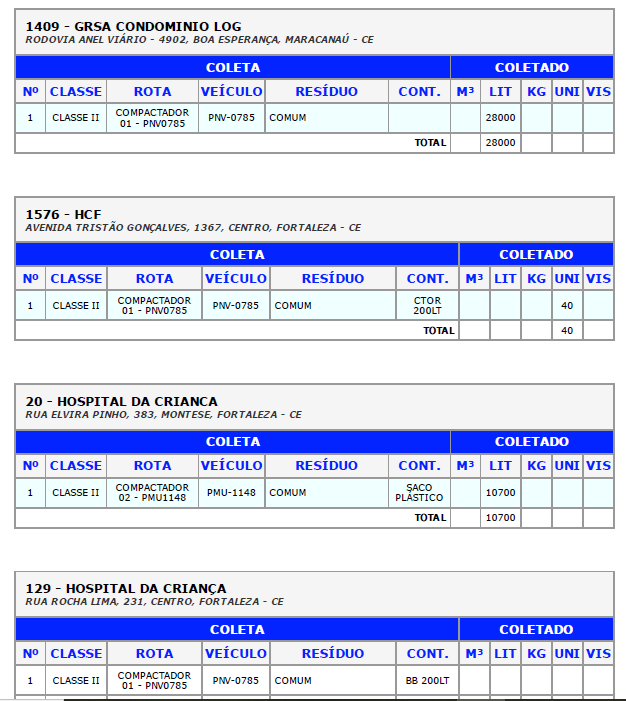 1409 - GRSA CONDOMINIO LOG
RODOVIA ANEL VIÁRIO - 4902, BOA ESPERANÇA, MARACANAÚ - CE
COLETA COLETADO
Nº CLASSE ROTA VEÍCULO RESÍDUO CONT. M³ LIT KG UNI VIS
1 CLASSE II COMPACTADOR 01 - PNV0785 PNV-0785 COMUM 28000
TOTAL 28000
1576 - HCF
AVENIDA TRISTÃO GONÇALVES, 1367, CENTRO, FORTALEZA - CE
COLETA COLETADO
Nº CLASSE ROTA VEÍCULO RESÍDUO CONT. M³ LIT KG UNI VIS
1 CLASSE II COMPACTADOR 01 - PNV0785 PNV-0785 COMUM CTOR 200LT 40
TOTAL 40
20 - HOSPITAL DA CRIANCA
RUA ELVIRA PINHO, 383, MONTESE, FORTALEZA - CE
COLETA COLETADO
Nº CLASSE ROTA VEÍCULO RESÍDUO CONT. M³ LIT KG UNI VIS
1 CLASSE II COMPACTADOR 02 - PMU1148 PMU-1148 COMUM SACO PLÁSTICO 10700
TOTAL 10700
129 - HOSPITAL DA CRIANÇA
RUA ROCHA LIMA, 231, CENTRO, FORTALEZA - CE
COLETA COLETADO
Nº CLASSE ROTA VEÍCULO RESÍDUO CONT. M³ LIT KG UNI VIS
1 CLASSE II COMPACTADOR 01 - PNV0785 PNV-0785 COMUM BB 200LT